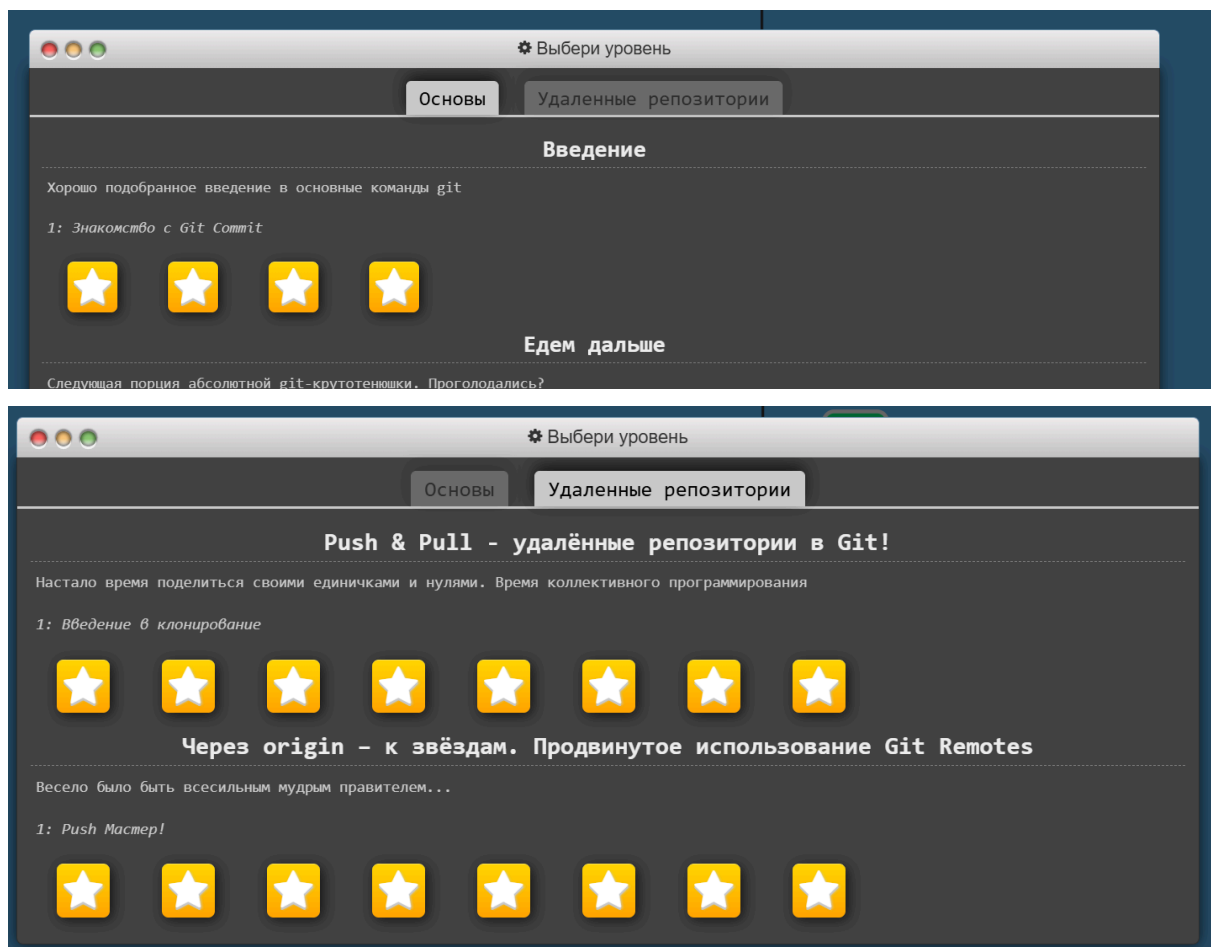 Выбери уровень
Основы
Удаленные репозитории
Введение
Хорошо подобранное введение в основные команды git
1: Знакомство с Git Commit
Едем дальше
Следующая порция абсолютной git-крутотенюшки. Проголодались?
Выбери уровень
Основы
Удаленные репозитории
Push & Pull - удалённые репозитории в Git!
Настало время поделиться своими единичками и нулями. Время коллективного программирования
1: Введение в клонирование
Через origin – к звёздам. Продвинутое использование Git Remotes
Весело было быть всесильным мудрым правителем...
1: Push Мастер!